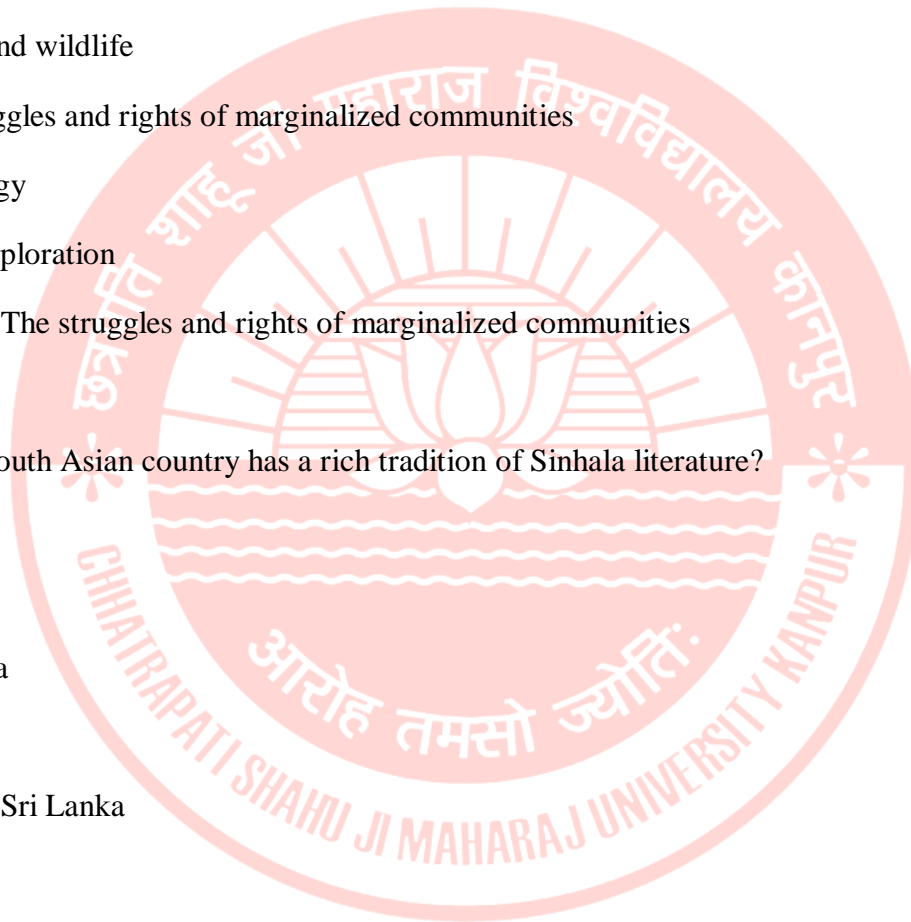 nd wildlife
ggles and rights of marginalized communities
gy
ploration
The struggles and rights of marginalized communities
outh Asian country has a rich tradition of Sinhala literature?
a
Sri Lanka
छत्रपति शाहू जी महाराज विश्वविद्यालय कानपुर
आरोह तमसो ज्योतिः
CHHATRAPATI SHAHU JI MAHARAJ UNIVERSITY KANPUR